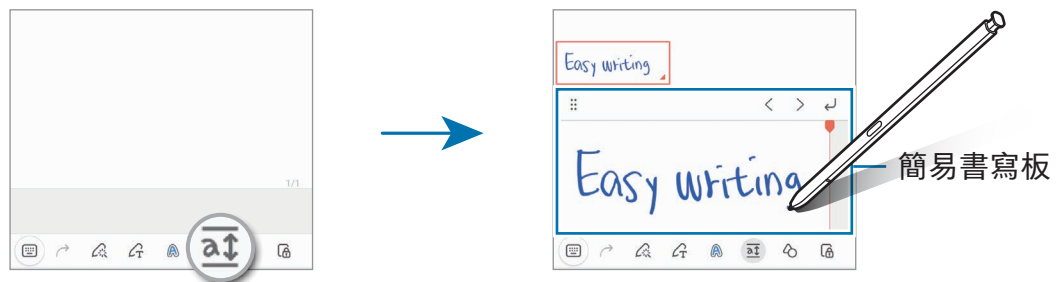 1/1
a
Easy writing
Easy writing
簡易書寫板